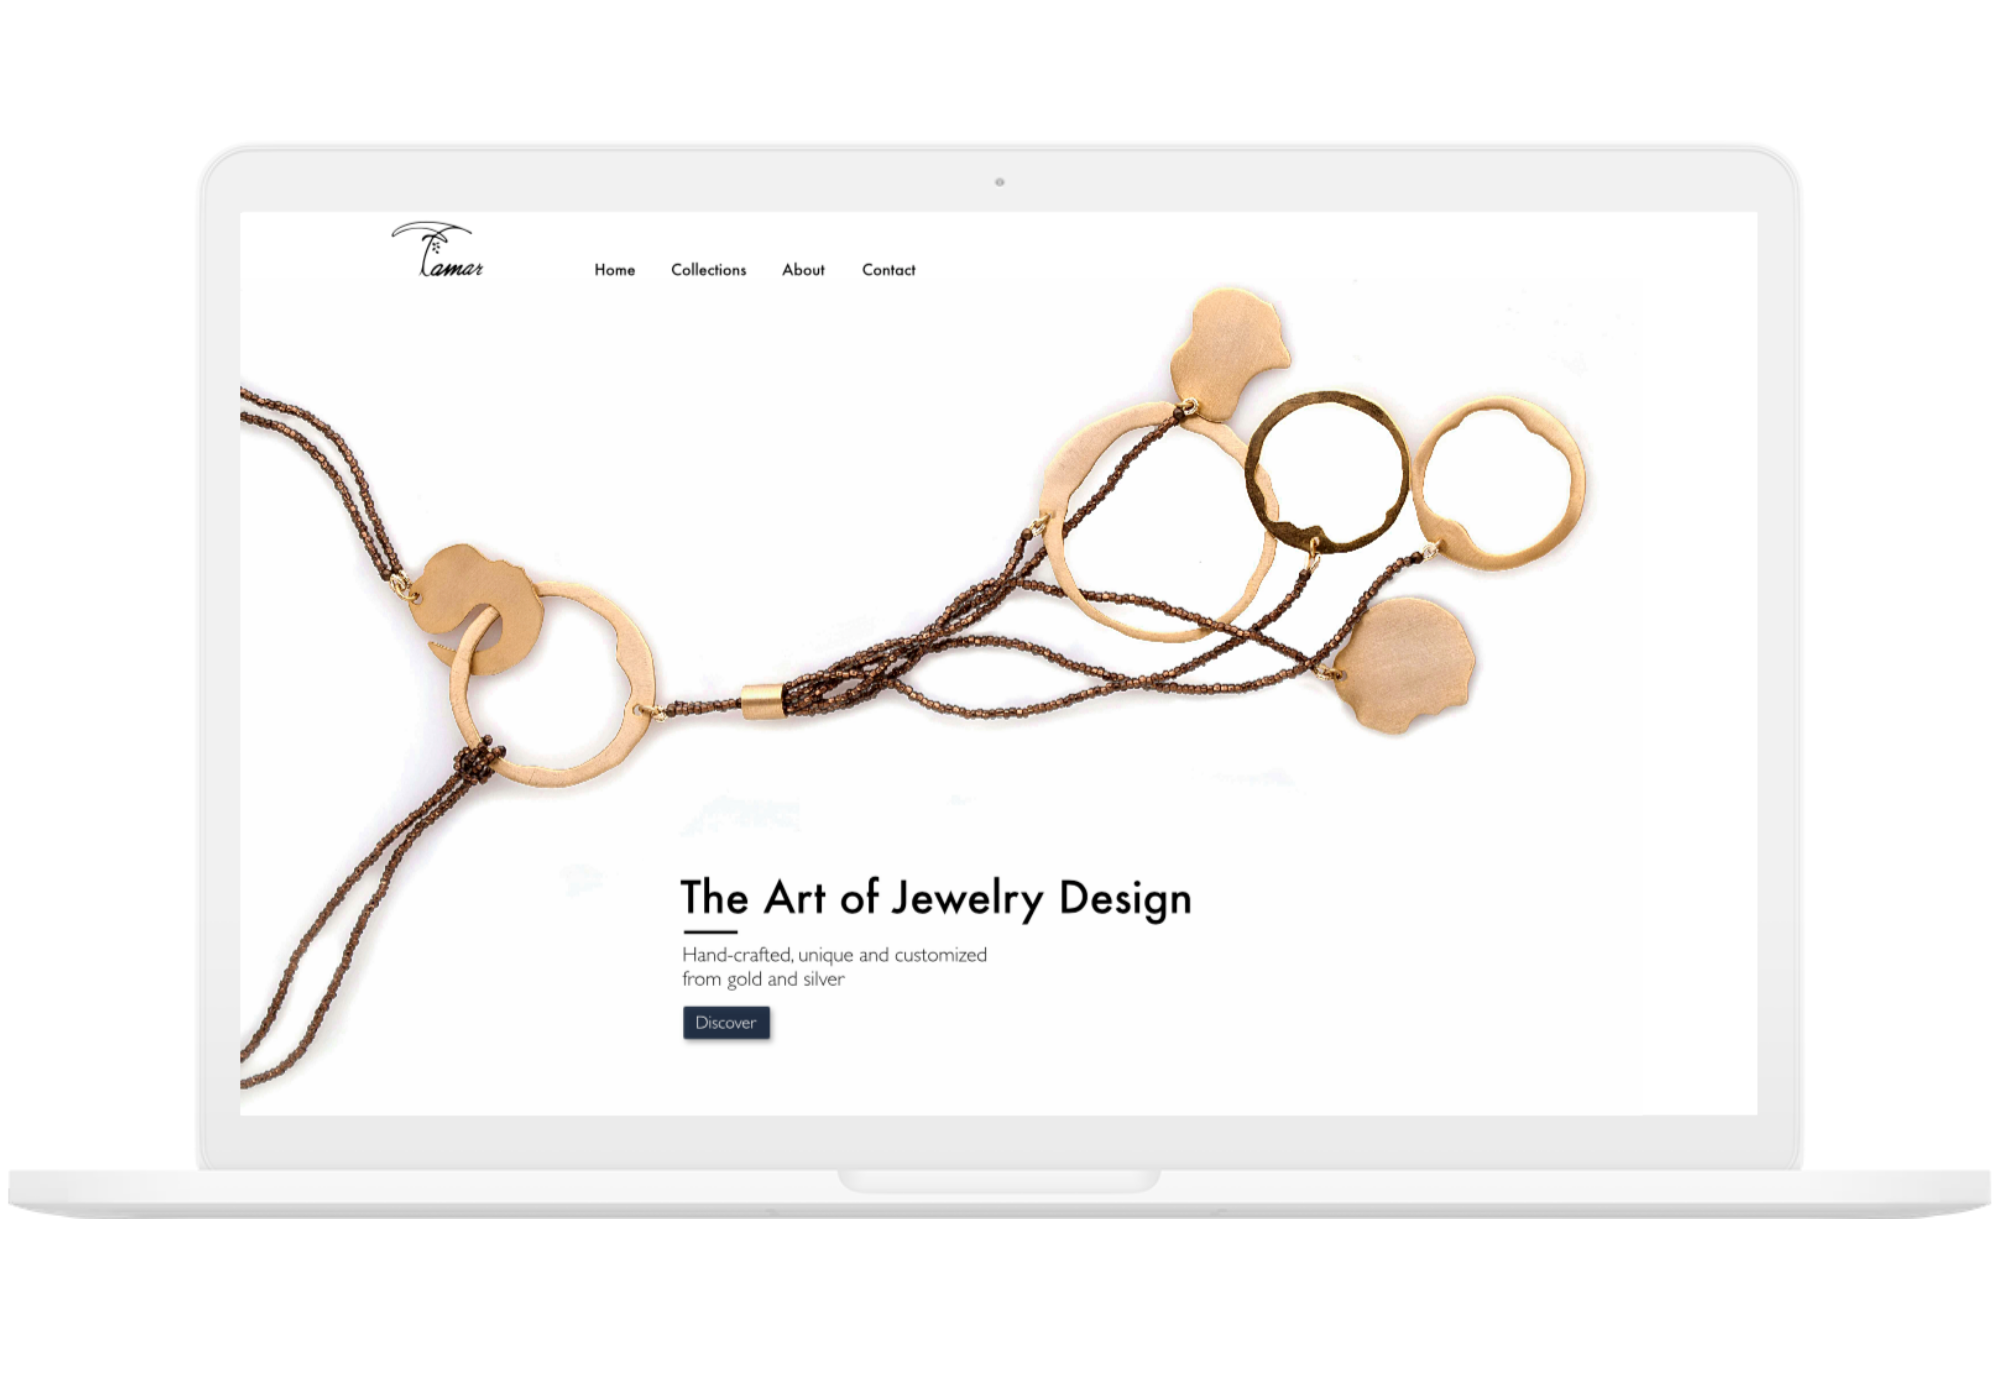 Tamar
Home Collections About Contact
The Art of Jewelry Design
Hand-crafted, unique and customized
from gold and silver
Discover